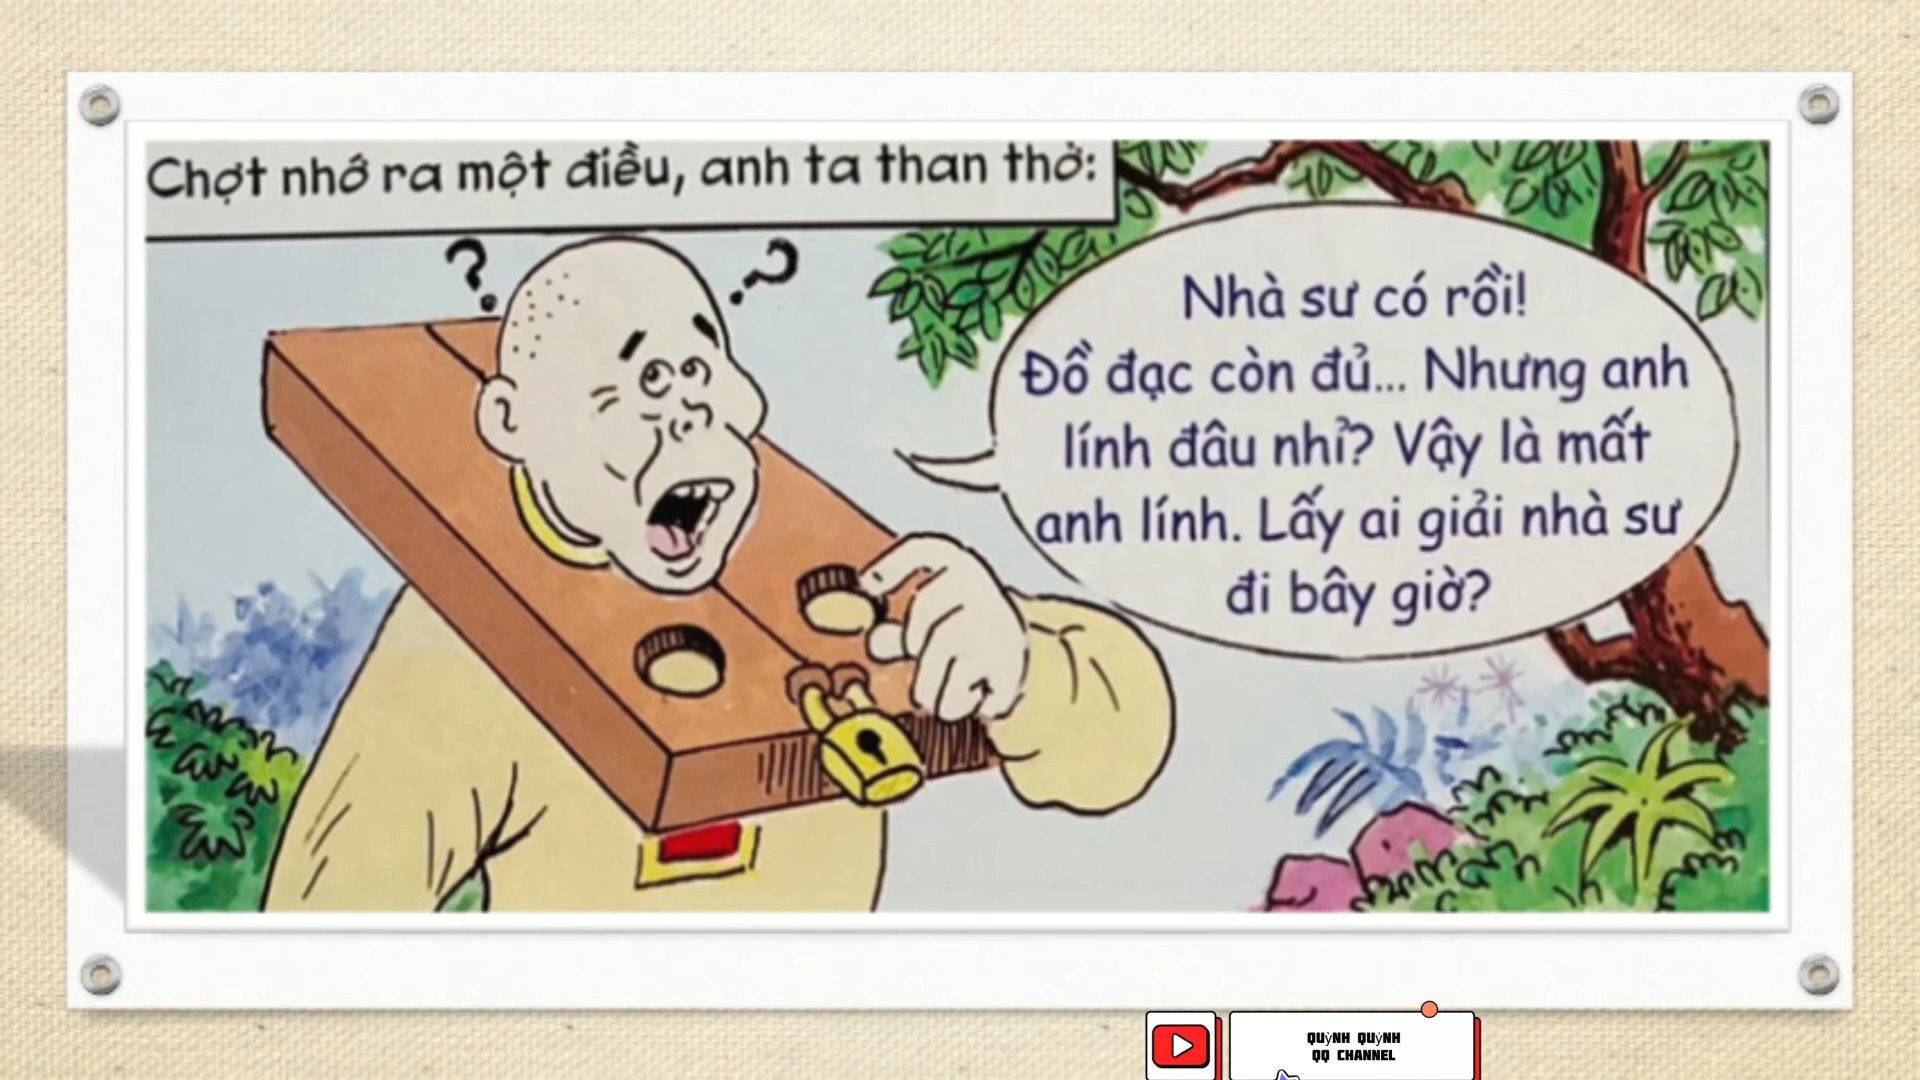 Chợt nhớ ra một điều, anh ta than thở:
? ?
Nhà sư có rồi!
Đồ đạc còn đủ... Nhưng anh
lính đâu nhỉ? Vậy là mất
anh lính. Lấy ai giải nhà sư
đi bây giờ?
QUỲNH QUỲNH
QQ CHANNEL